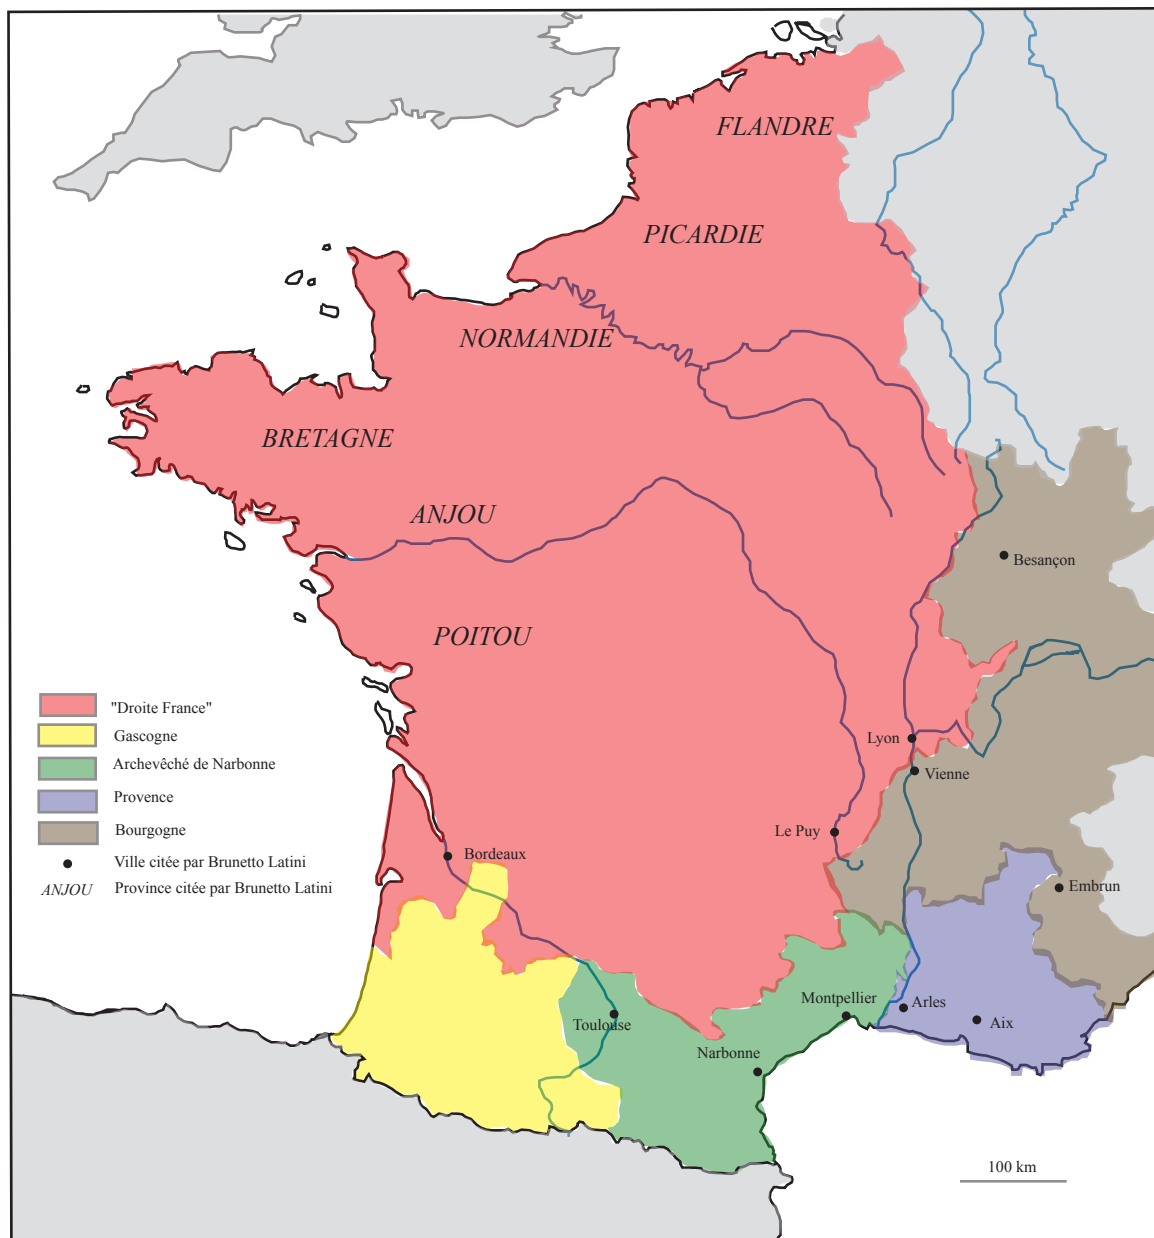 FLANDRE
PICARDIE
NORMANDIE
BRETAGNE
ANJOU
Besançon
POITOU
"Droite France"
Gascogne
Archevêché de Narbonne
Provence
Bourgogne
Ville citée par Brunetto Latini
ANJOU Province citée par Brunetto Latini
Lyon
Vienne
Le Puy
Bordeaux
Embrun
Montpellier
Arles
Toulouse
Aix
Narbonne
100 km